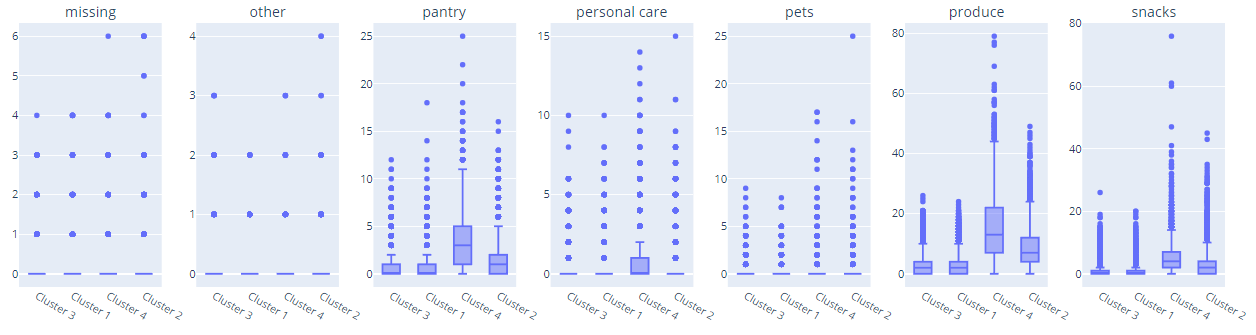 missing other pantry personal care pets produce snacks
6 4 25 15 25 80 80
5 20 20 60
4 3 15 10 15 60
3 2 10 10 40 40
2 5 5 5 20 20
1 1
0 0 0 0 0 0 0
Cluster 3 Cluster 1 Cluster 4 Cluster 2 Cluster 3 Cluster 1 Cluster 4 Cluster 2 Cluster 3 Cluster 1 Cluster 4 Cluster 2 Cluster 3 Cluster 1 Cluster 4 Cluster 2 Cluster 3 Cluster 1 Cluster 4 Cluster 2 Cluster 3 Cluster 1 Cluster 4 Cluster 2 Cluster 3 Cluster 1 Cluster 4 Cluster 2